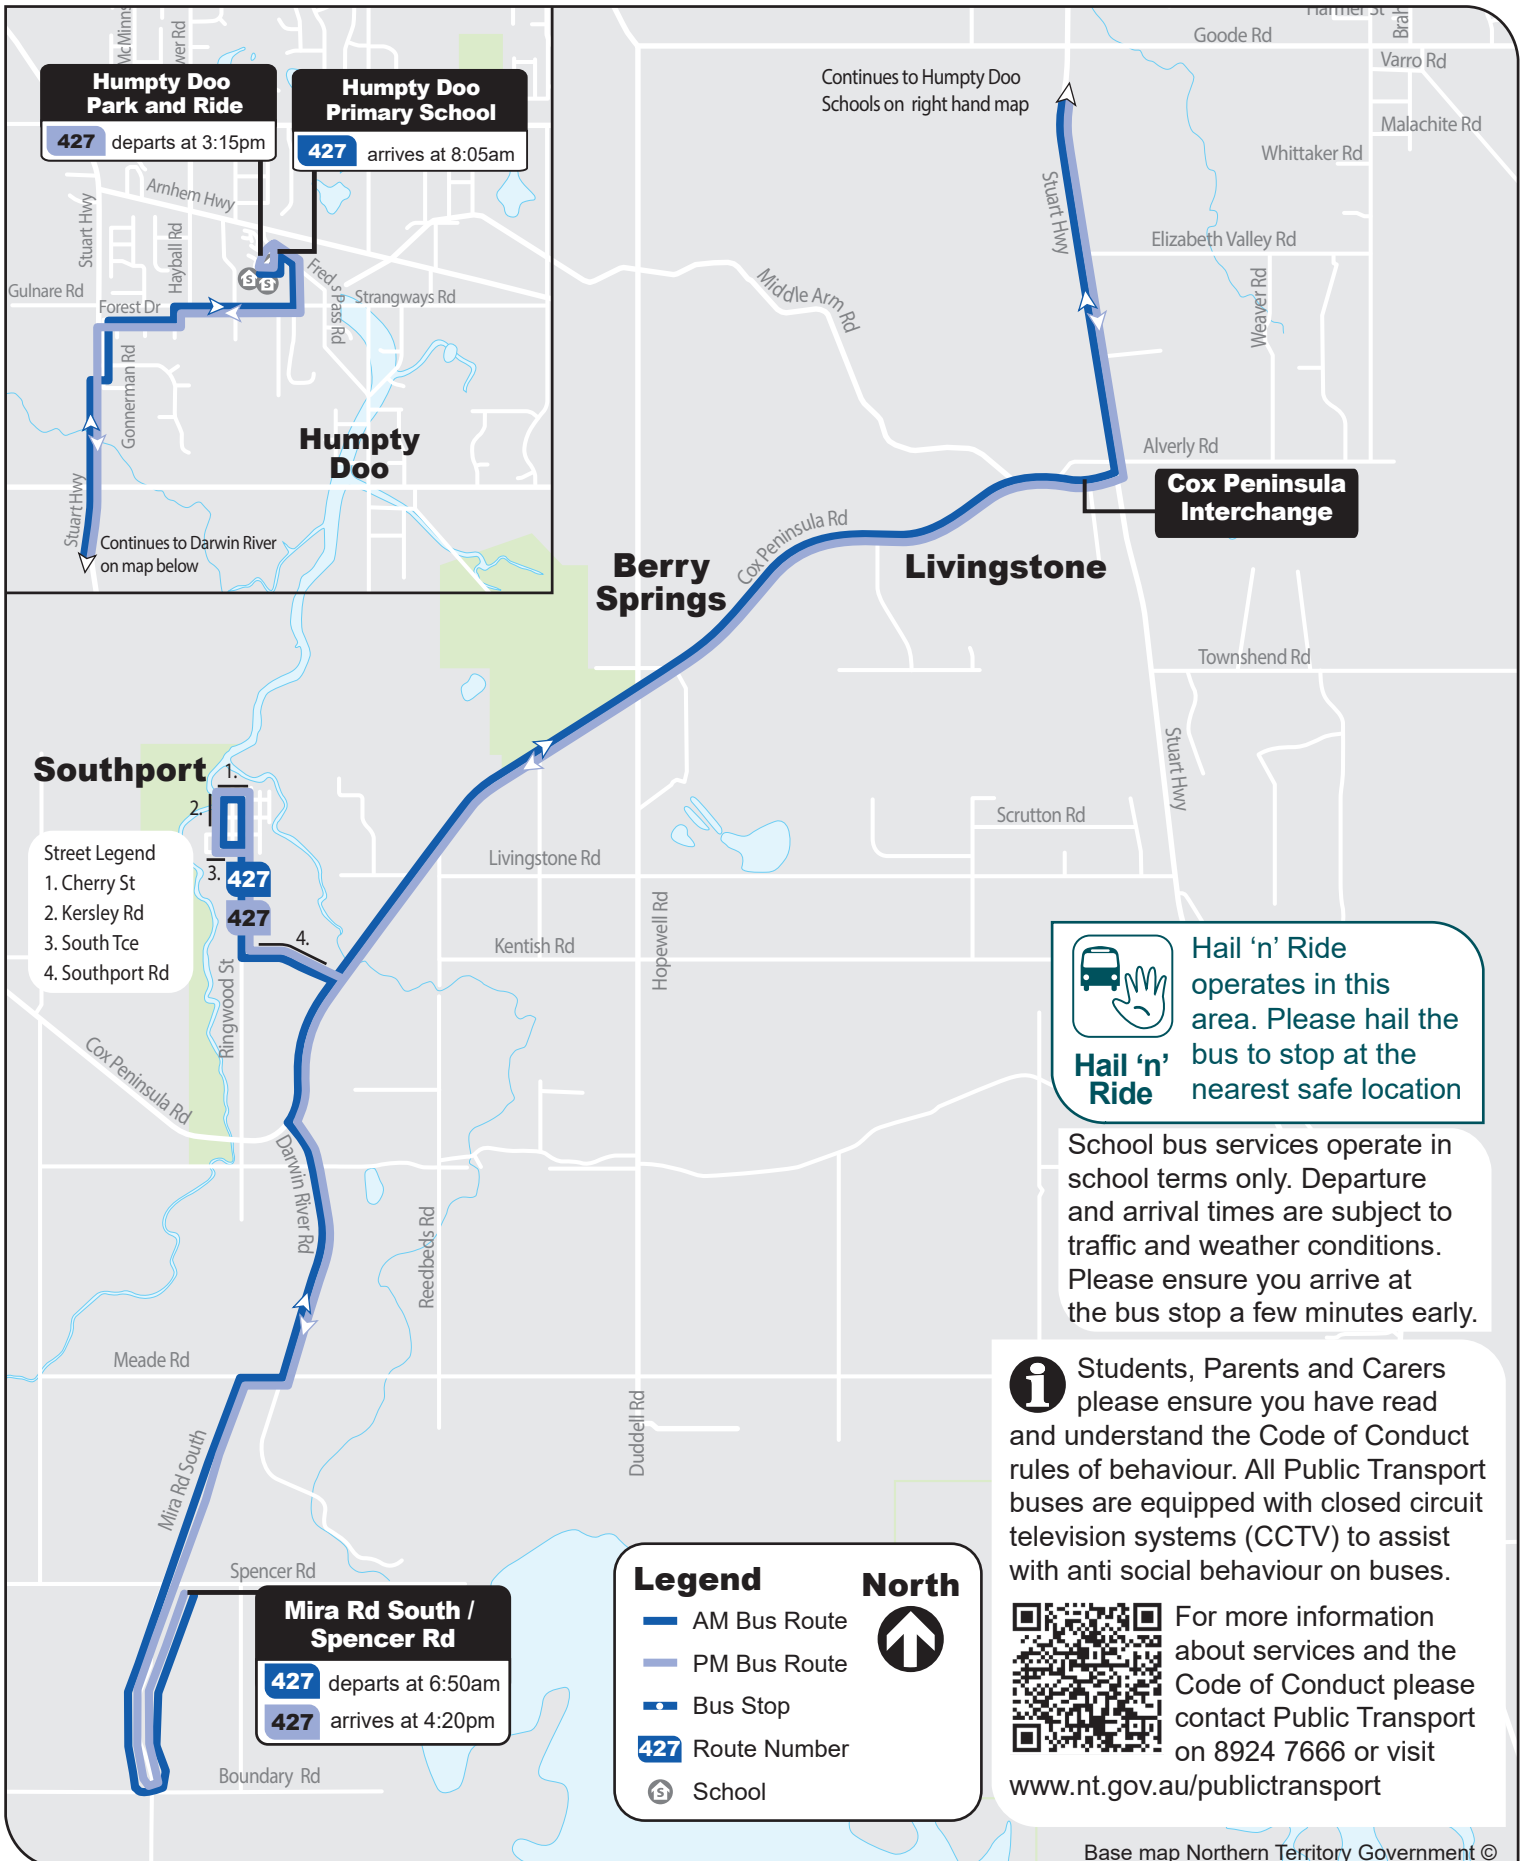 McMinns
wer Rd
Humpty Doo
Park and Ride
427 departs at 3:15pm
Humpty Doo
Primary School
427 arrives at 8:05am
Arnhem Hwy
Stuart Hwy
Hayball Rd
Gulnare Rd
Forest Dr
Fred s Pass Rd
Strangways Rd
Gonnerman Rd
Humpty
Doo
Stuart Hwy
Continues to Darwin River
on map below
Continues to Humpty Doo
Schools on right hand map
Harmer St
Brah
Goode Rd
Varro Rd
Malachite Rd
Whittaker Rd
Stuart Hwy
Elizabeth Valley Rd
Middle Arm Rd
Weaver Rd
Alverly Rd
Cox Peninsula
Interchange
Cox Peninsula Rd
Berry
Springs
Livingstone
Townshend Rd
Stuart Hwy
Southport
1.
2.
3.
427
427
4.
Street Legend
1. Cherry St
2. Kersley Rd
3. South Tce
4. Southport Rd
Scrutton Rd
Livingstone Rd
Kentish Rd
Hopewell Rd
Ringwood St
Cox Peninsula Rd
Darwin River Rd
Reedbeds Rd
Meade Rd
Duddell Rd
Mira Rd South
Spencer Rd
Mira Rd South /
Spencer Rd
427 departs at 6:50am
427 arrives at 4:20pm
Boundary Rd
Hail ‘n’
Ride
Hail ‘n’ Ride
operates in this
area. Please hail the
bus to stop at the
nearest safe location
School bus services operate in
school terms only. Departure
and arrival times are subject to
traffic and weather conditions.
Please ensure you arrive at
the bus stop a few minutes early.
i Students, Parents and Carers
please ensure you have read
and understand the Code of Conduct
rules of behaviour. All Public Transport
buses are equipped with closed circuit
television systems (CCTV) to assist
with anti social behaviour on buses.
For more information
about services and the
Code of Conduct please
contact Public Transport
on 8924 7666 or visit
www.nt.gov.au/publictransport
Legend
North
AM Bus Route
PM Bus Route
Bus Stop
427 Route Number
S School
Base map Northern Territory Government ©